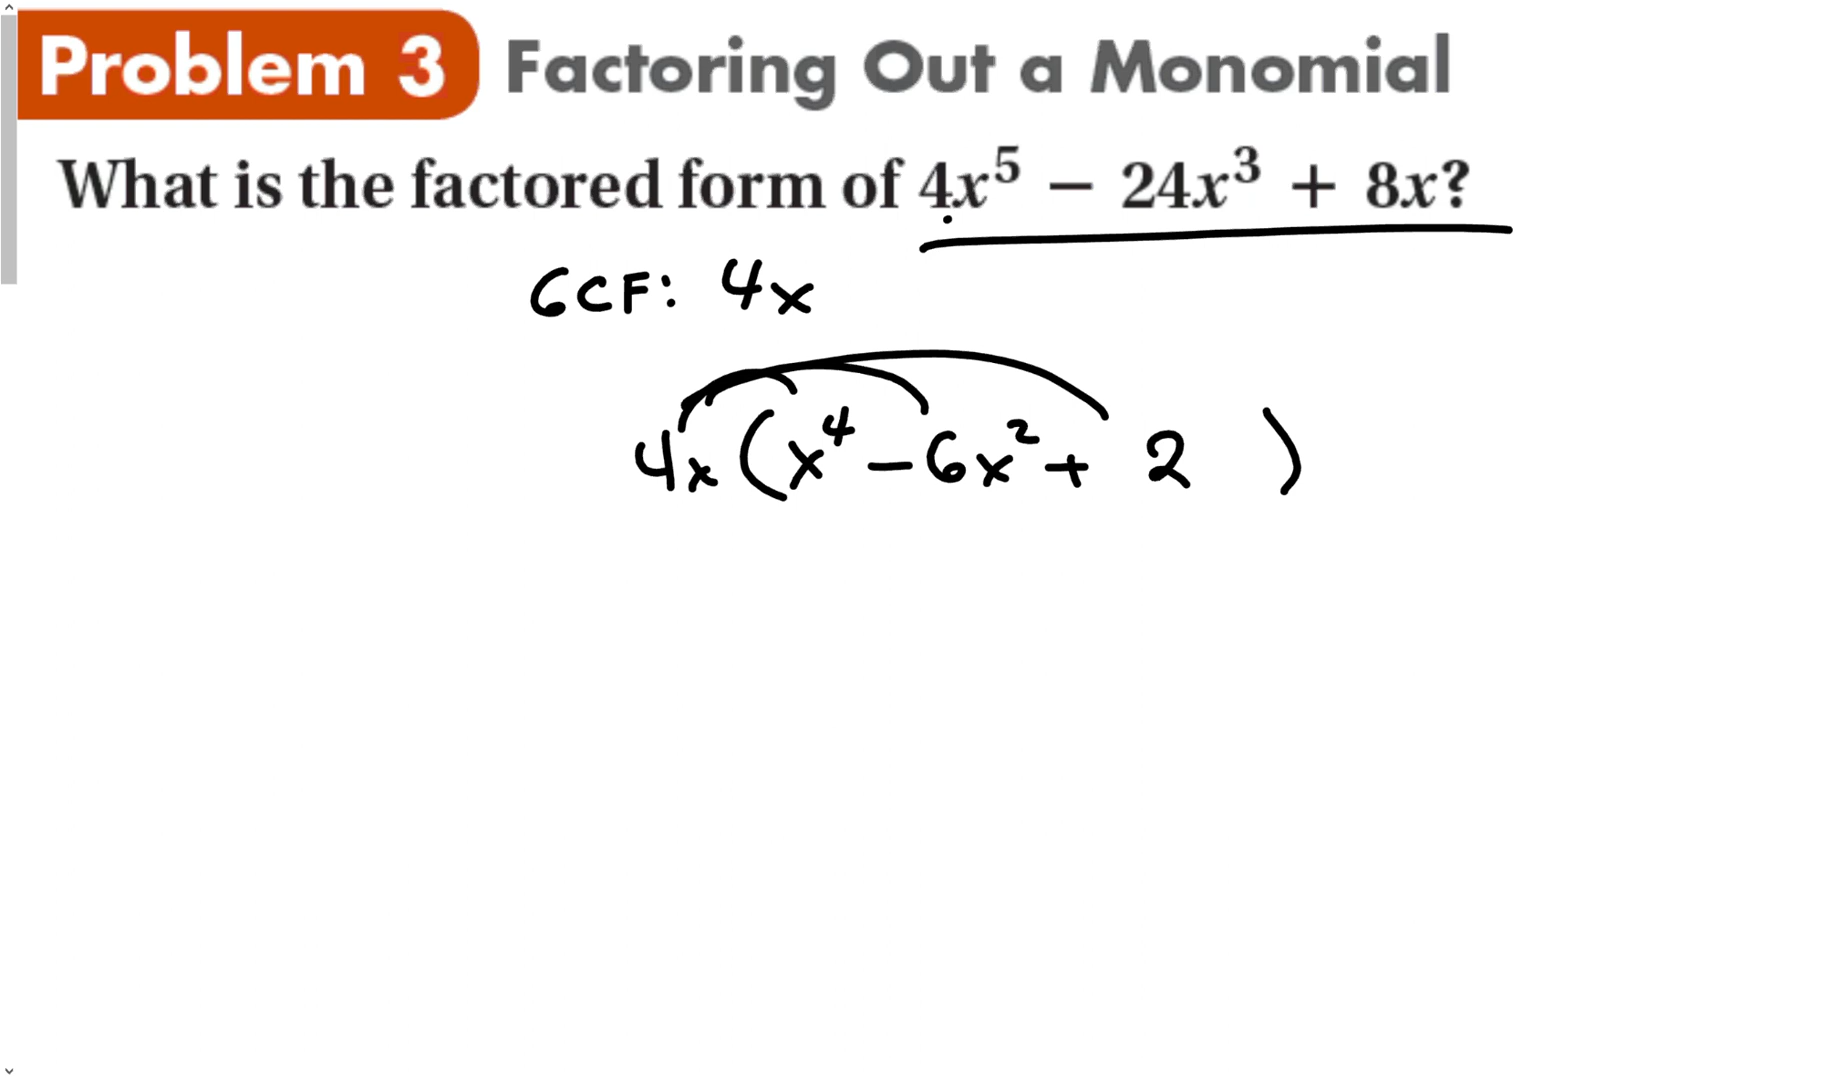 Problem 3 Factoring Out a Monomial
What is the factored form of 4x⁵ − 24x³ + 8x?
GCF: 4x
4x(x⁴ − 6x² + 2 )